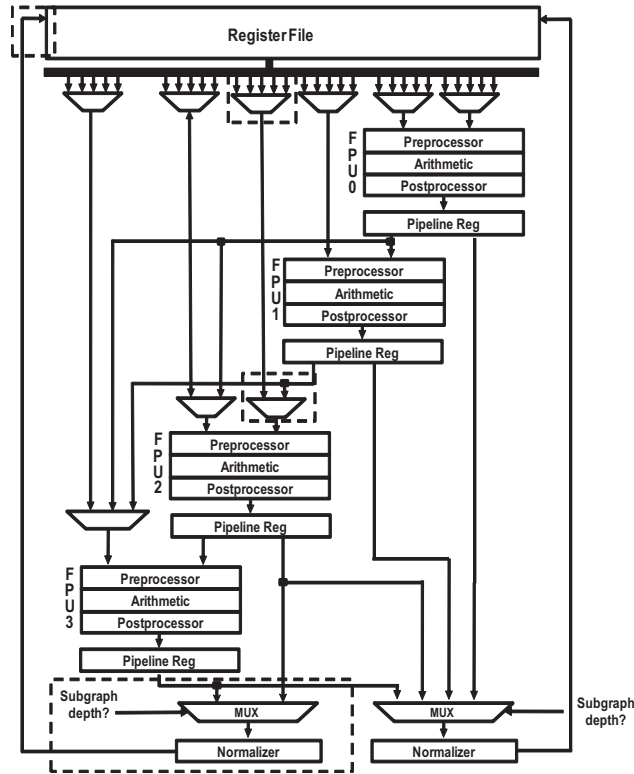 Register File
F
P
U
0
Preprocessor
Arithmetic
Postprocessor
Pipeline Reg
F
P
U
1
Preprocessor
Arithmetic
Postprocessor
Pipeline Reg
F
P
U
2
Preprocessor
Arithmetic
Postprocessor
Pipeline Reg
F
P
U
3
Preprocessor
Arithmetic
Postprocessor
Pipeline Reg
Subgraph
depth?
MUX
Normalizer
MUX
Normalizer
Subgraph
depth?